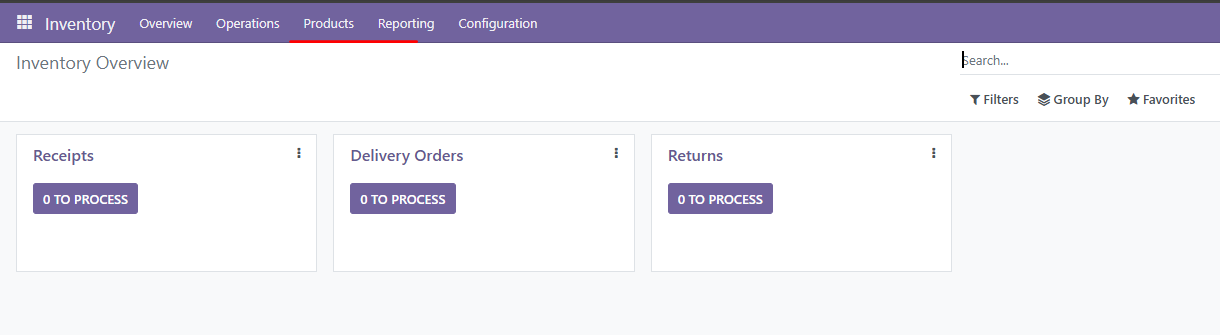 Inventory Overview Operations Products Reporting Configuration
Inventory Overview
Search...
Filters Group By Favorites
Receipts Delivery Orders Returns
0 TO PROCESS 0 TO PROCESS 0 TO PROCESS